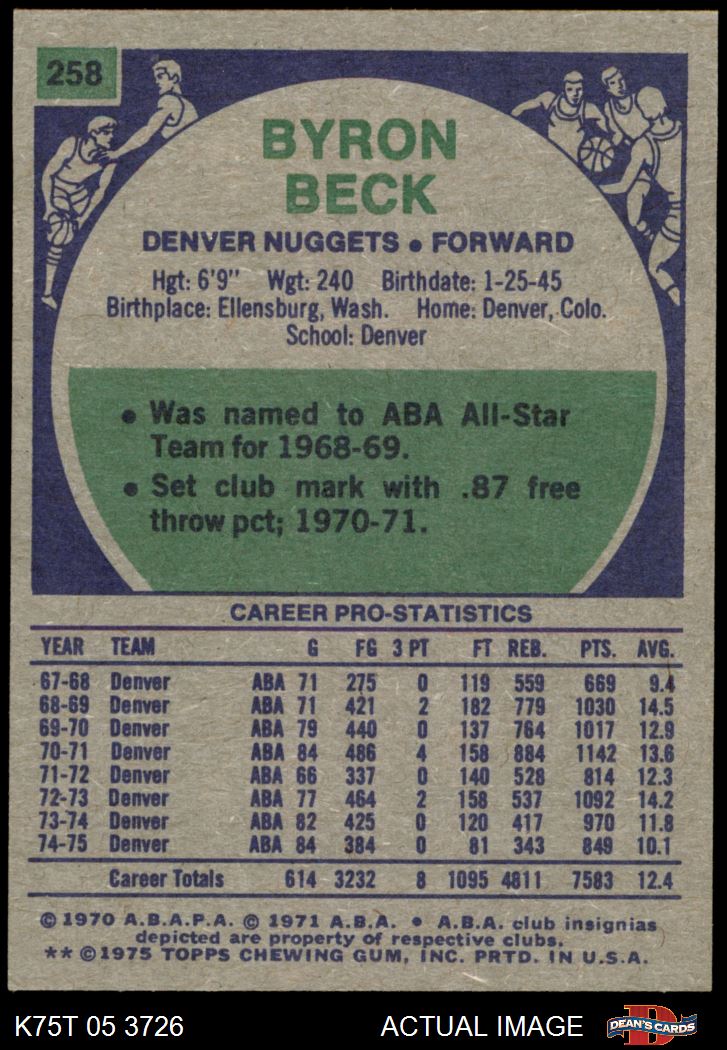 258
BYRON
BECK
DENVER NUGGETS • FORWARD
Hgt: 6'9" Wgt: 240 Birthdate: 1-25-45
Birthplace: Ellensburg, Wash. Home: Denver, Colo.
School: Denver
• Was named to ABA All-Star
Team for 1968-69.
• Set club mark with .87 free
throw pct; 1970-71.
CAREER PRO-STATISTICS
YEAR TEAM G FG 3 PT FT REB. PTS. AVG.
67-68 Denver ABA 71 275 0 119 559 669 9.4
68-69 Denver ABA 71 421 2 182 779 1030 14.5
69-70 Denver ABA 79 440 0 137 764 1017 12.9
70-71 Denver ABA 84 486 4 158 884 1142 13.6
71-72 Denver ABA 66 337 0 140 528 814 12.3
72-73 Denver ABA 77 464 2 158 537 1092 14.2
73-74 Denver ABA 82 425 0 120 417 970 11.8
74-75 Denver ABA 84 384 0 81 343 849 10.1
Career Totals 614 3232 8 1095 4811 7583 12.4
© 1970 A.B.A.P.A. © 1971 A.B.A. • A.B.A. club insignias
depicted are property of respective clubs.
** © 1975 TOPPS CHEWING GUM, INC. PRTD. IN U.S.A.
K75T 05 3726 ACTUAL IMAGE D DEAN'S CARDS